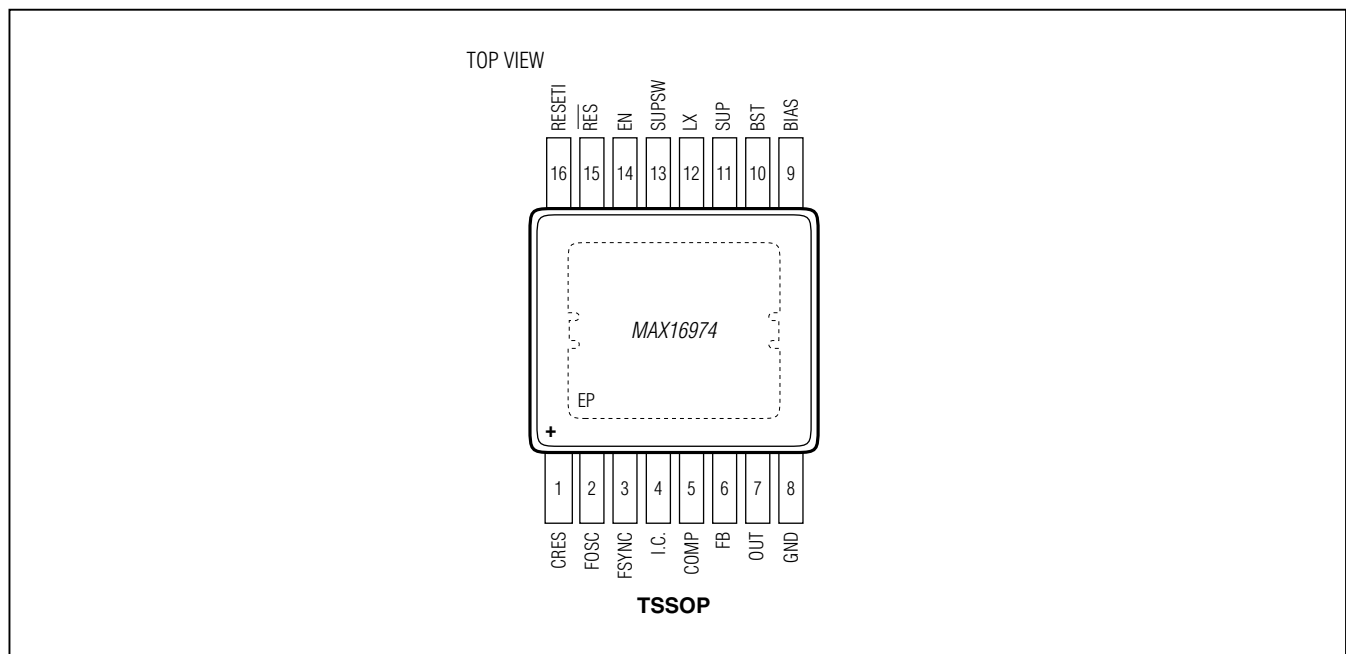 TOP VIEW
RESETI
RES
EN
SUPSW
LX
SUP
BST
BIAS
16 15 14 13 12 11 10 9
MAX16974
EP
+
1 2 3 4 5 6 7 8
CRES
FOSC
FSYNC
I.C.
COMP
FB
OUT
GND
TSSOP